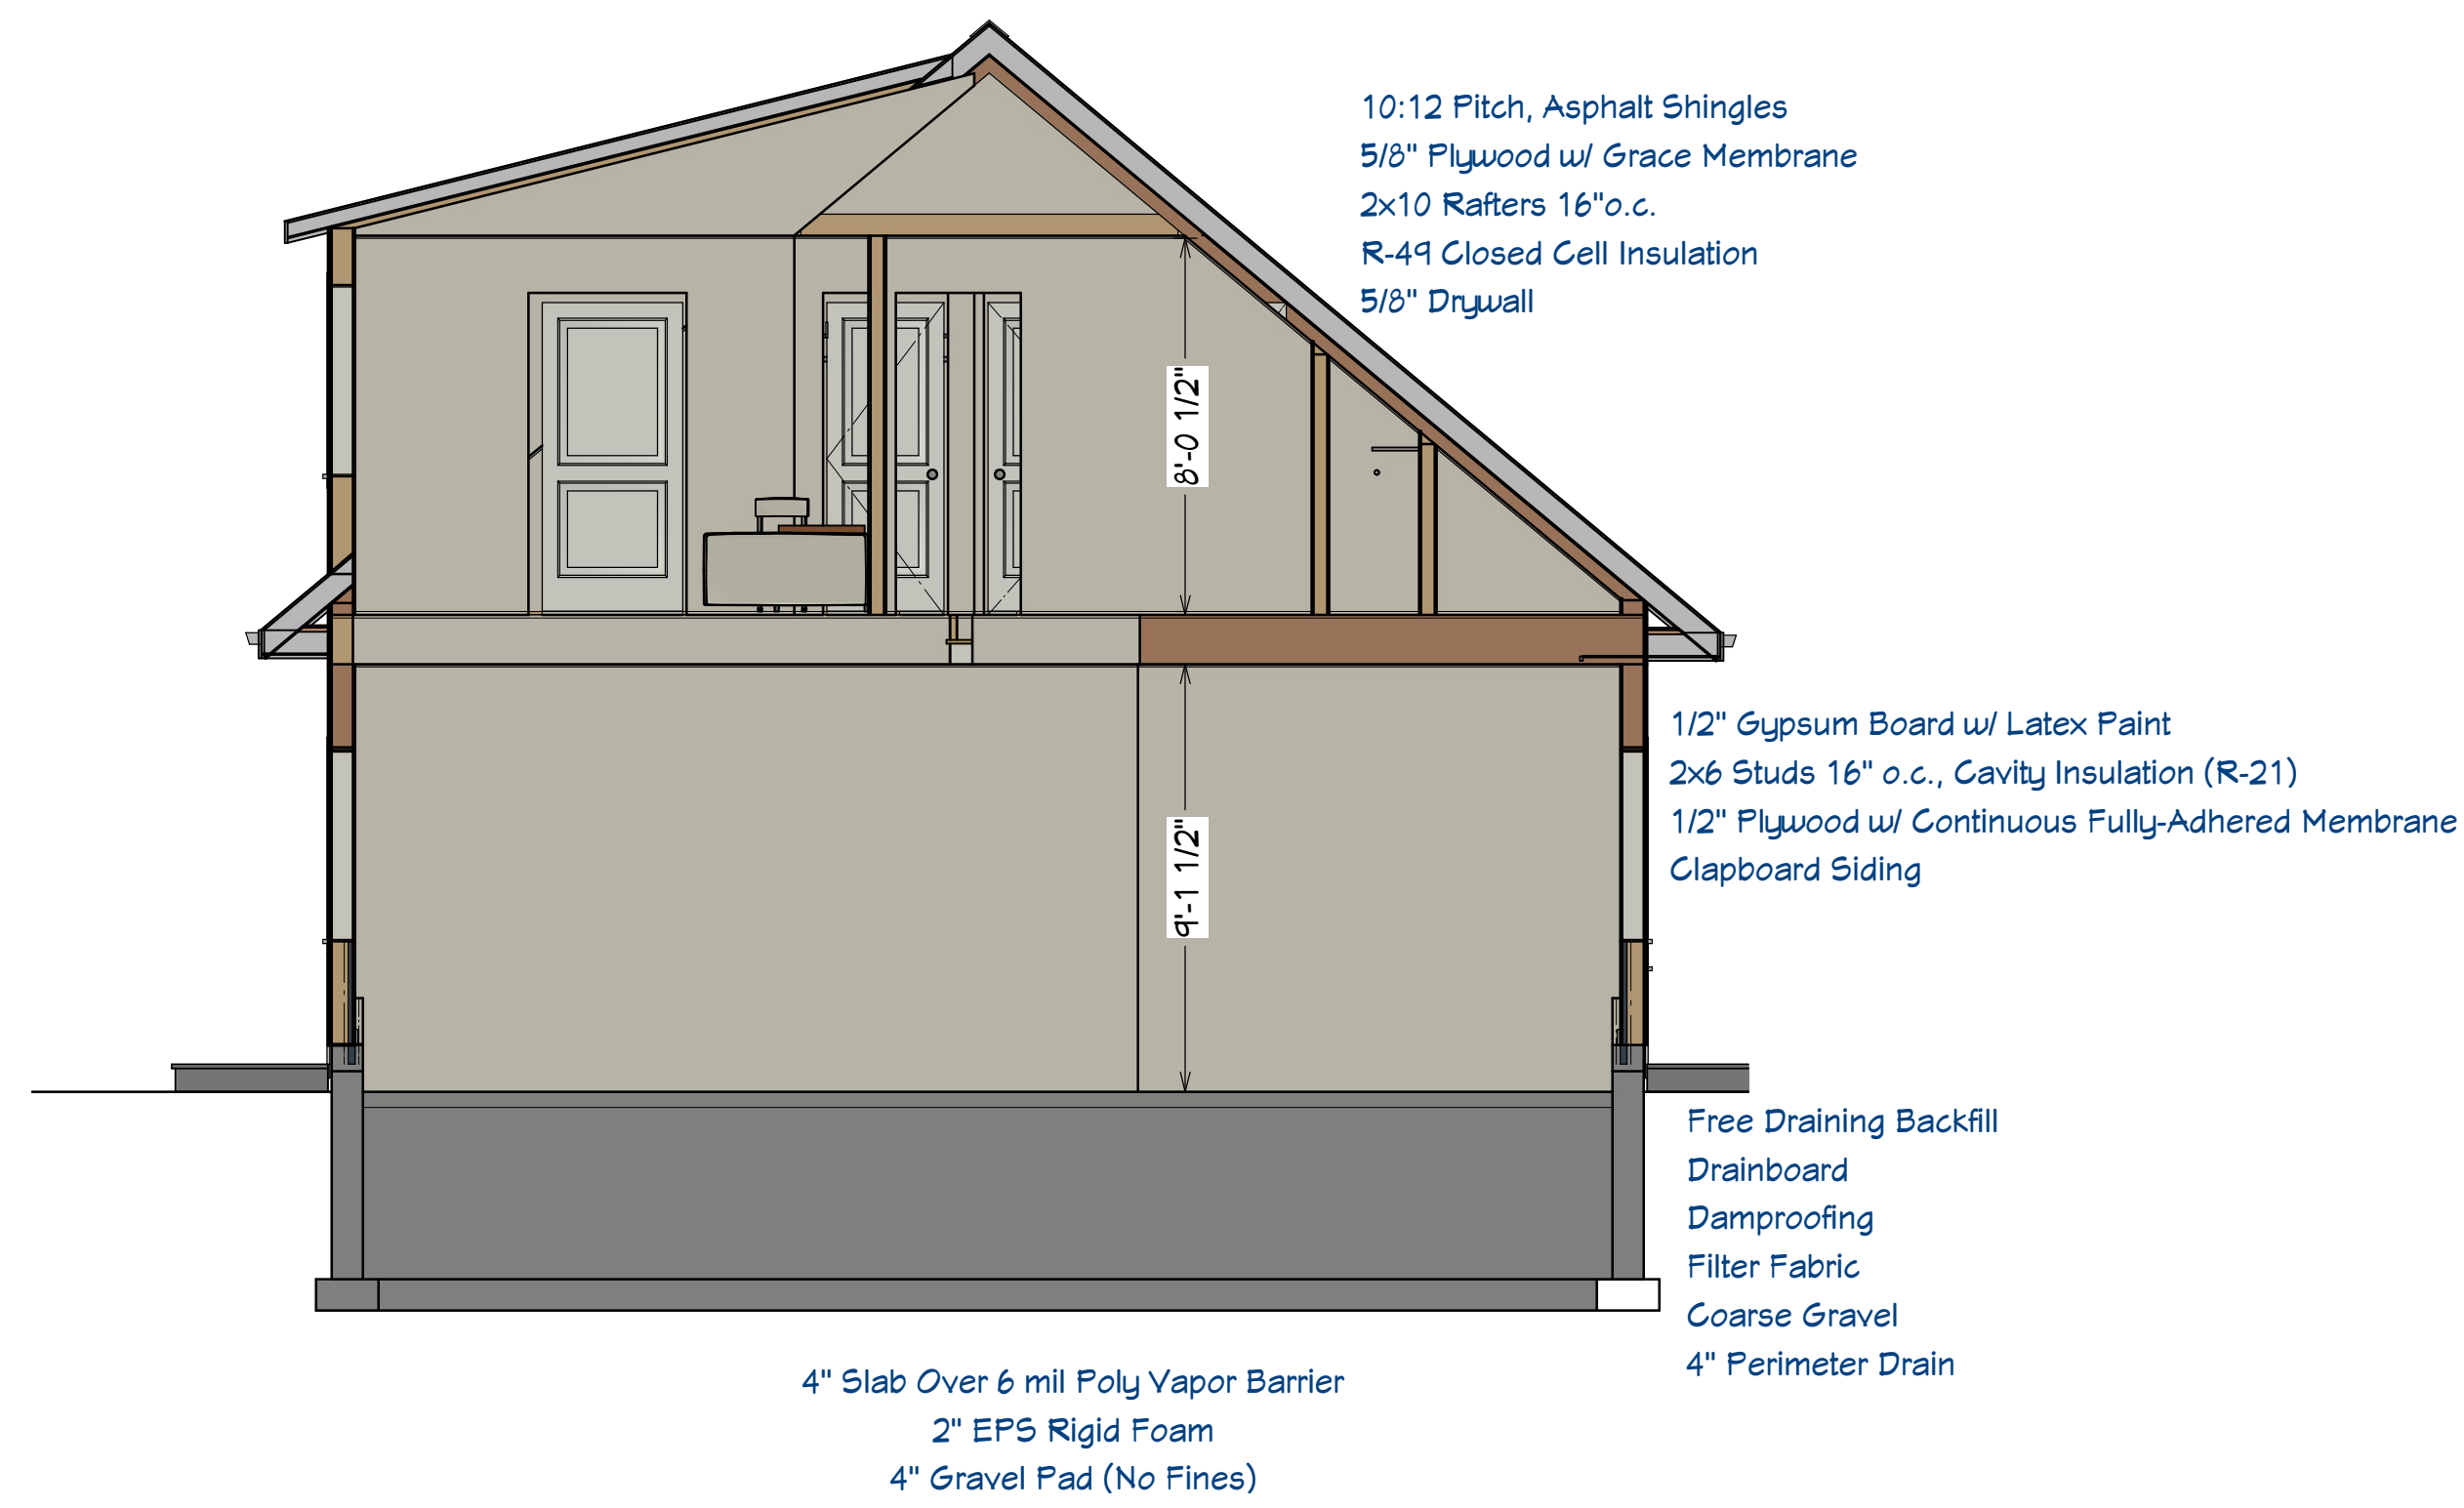 10:12 Pitch, Asphalt Shingles
5/8" Plywood w/ Grace Membrane
2x10 Rafters 16"o.c.
R-49 Closed Cell Insulation
5/8" Drywall
8'-0 1/2"
1/2" Gypsum Board w/ Latex Paint
2x6 Studs 16" o.c., Cavity Insulation (R-21)
1/2" Plywood w/ Continuous Fully-Adhered Membrane
Clapboard Siding
9'-1 1/2"
Free Draining Backfill
Drainboard
Damproofing
Filter Fabric
Coarse Gravel
4" Perimeter Drain
4" Slab Over 6 mil Poly Vapor Barrier
2" EPS Rigid Foam
4" Gravel Pad (No Fines)